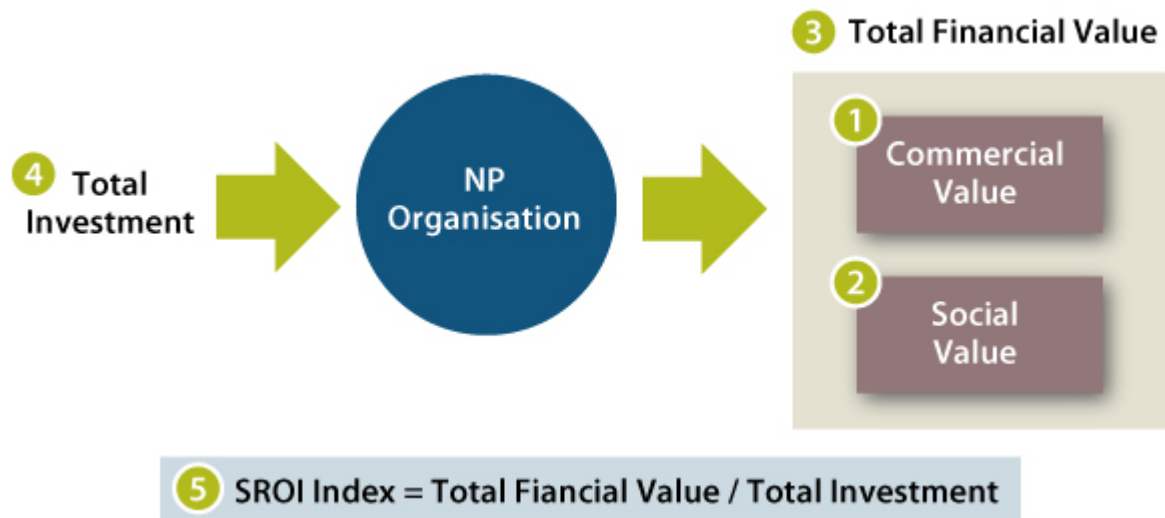 3 Total Financial Value
1
Commercial
Value
4 Total
Investment
NP
Organisation
2
Social
Value
5 SROI Index = Total Fiancial Value / Total Investment